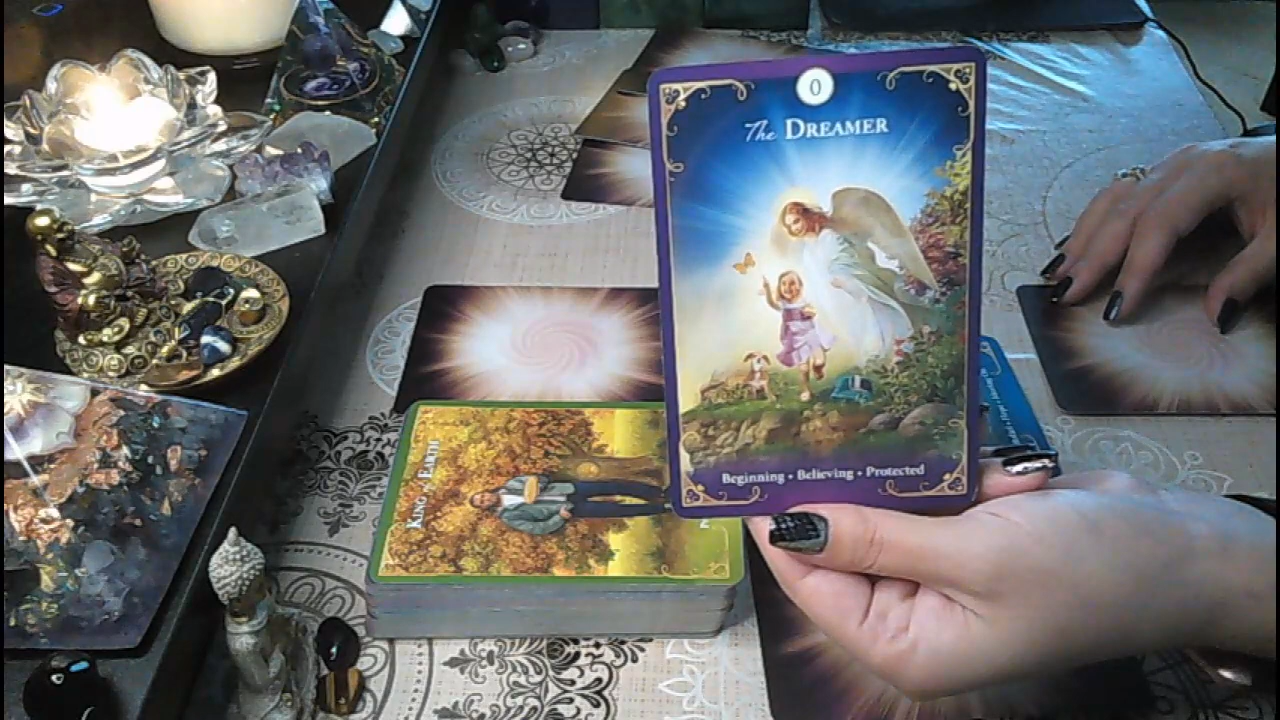 0
The DREAMER
Beginning • Believing • Protected
KING of EARTH